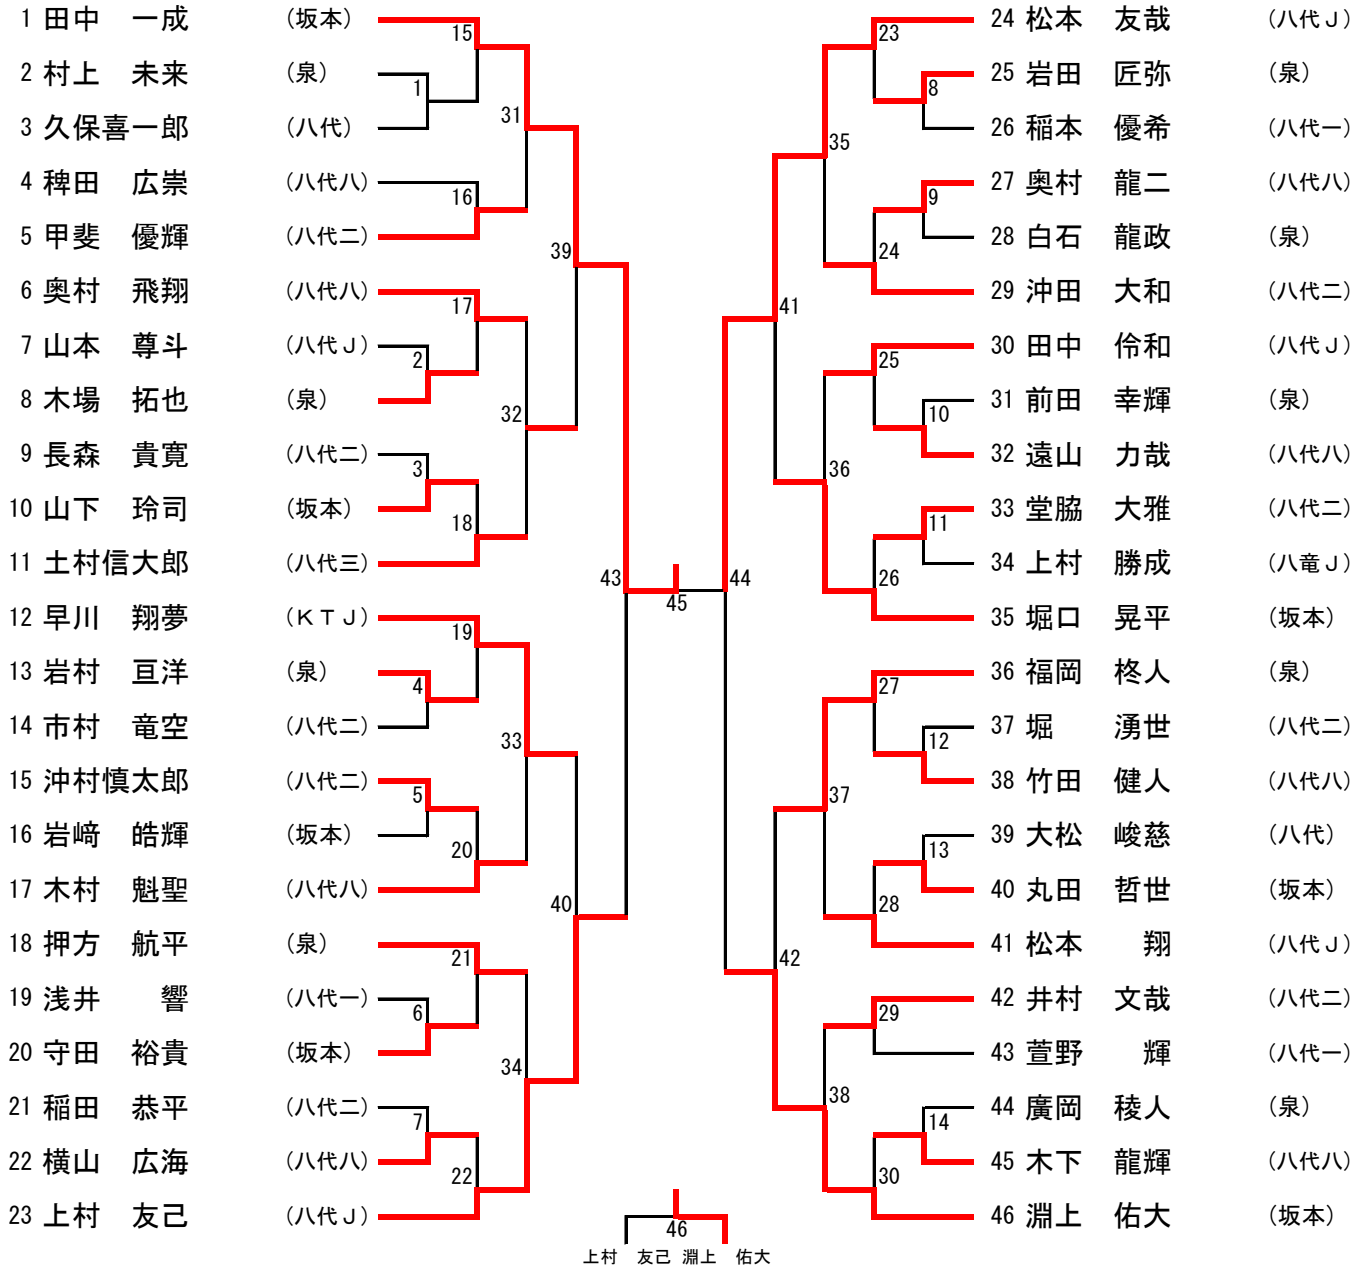 1 田中　一成 (坂本)
2 村上　未来 (泉)
3 久保喜一郎 (八代)
4 稗田　広崇 (八代八)
5 甲斐　優輝 (八代二)
6 奥村　飛翔 (八代八)
7 山本　尊斗 (八代Ｊ)
8 木場　拓也 (泉)
9 長森　貴寛 (八代二)
10 山下　玲司 (坂本)
11 土村信大郎 (八代三)
12 早川　翔夢 (ＫＴＪ)
13 岩村　亘洋 (泉)
14 市村　竜空 (八代二)
15 沖村慎太郎 (八代二)
16 岩﨑　皓輝 (坂本)
17 木村　魁聖 (八代八)
18 押方　航平 (泉)
19 浅井　響 (八代一)
20 守田　裕貴 (坂本)
21 稲田　恭平 (八代二)
22 横山　広海 (八代八)
23 上村　友己 (八代Ｊ)
15
1
31
16
39
17
2
32
3
18
43
19
4
33
5
20
40
21
6
34
7
22
45
46
上村　友己 淵上　佑大
23
8
35
9
24
41
25
10
36
11
26
44
27
12
37
13
28
42
29
38
14
30
24 松本　友哉 (八代Ｊ)
25 岩田　匠弥 (泉)
26 稲本　優希 (八代一)
27 奥村　龍二 (八代八)
28 白石　龍政 (泉)
29 沖田　大和 (八代二)
30 田中　伶和 (八代Ｊ)
31 前田　幸輝 (泉)
32 遠山　力哉 (八代八)
33 堂脇　大雅 (八代二)
34 上村　勝成 (八竜Ｊ)
35 堀口　晃平 (坂本)
36 福岡　柊人 (泉)
37 堀　湧世 (八代二)
38 竹田　健人 (八代八)
39 大松　峻慈 (八代)
40 丸田　哲世 (坂本)
41 松本　翔 (八代Ｊ)
42 井村　文哉 (八代二)
43 萱野　輝 (八代一)
44 廣岡　稜人 (泉)
45 木下　龍輝 (八代八)
46 淵上　佑大 (坂本)